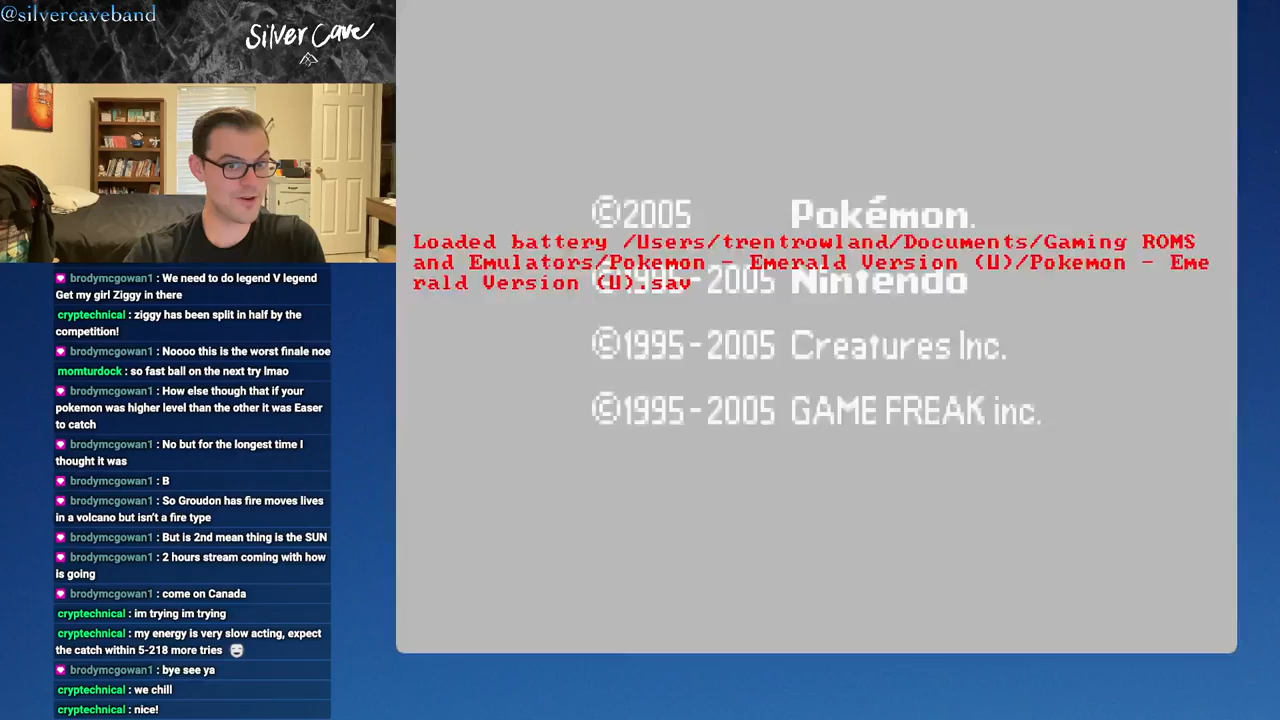 @silvercaveband
Silver Cave
brodymcgowan1 : We need to do legend V legend
Get my girl Ziggy in there
cryptechnical : ziggy has been split in half by the
competition!
brodymcgowan1 : Noooo this is the worst finale noe
momturdock : so fast ball on the next try lmao
brodymcgowan1 : How else though that if your
pokemon was higher level than the other it was Easer
to catch
brodymcgowan1 : No but for the longest time I
thought it was
brodymcgowan1 : B
brodymcgowan1 : So Groudon has fire moves lives
in a volcano but isn't a fire type
brodymcgowan1 : But is 2nd mean thing is the SUN
brodymcgowan1 : 2 hours stream coming with how
is going
brodymcgowan1 : come on Canada
cryptechnical : im trying im trying
cryptechnical : my energy is very slow acting, expect
the catch within 5-218 more tries
brodymcgowan1 : bye see ya
cryptechnical : we chill
cryptechnical : nice!
©2005 Pokémon.
Loaded battery /Users/trentrowland/Documents/Gaming ROMS
and Emulators/Pokemon - Emerald Version (U)/Pokemon - Eme
rald Version (U).sav
©1995-2005 Nintendo
©1995-2005 Creatures Inc.
©1995-2005 GAME FREAK inc.